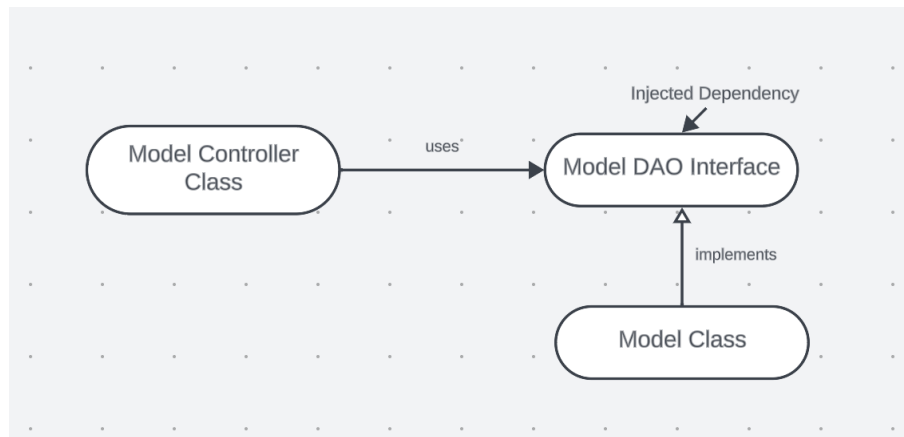 Injected Dependency
Model Controller
Class
uses
Model DAO Interface
implements
Model Class